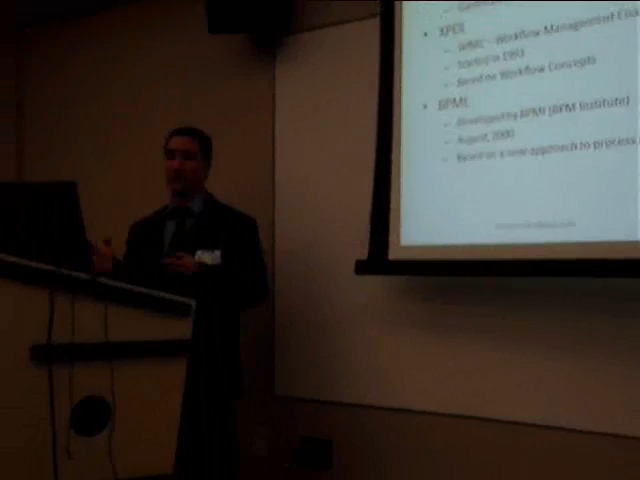 XPDL
– WfMC – Workflow Management Coa
– Started in 1993
– Based on Workflow Concepts
• BPML
– Developed by BPMI (BPM Institute)
– August, 2000
– Based on a new approach to process